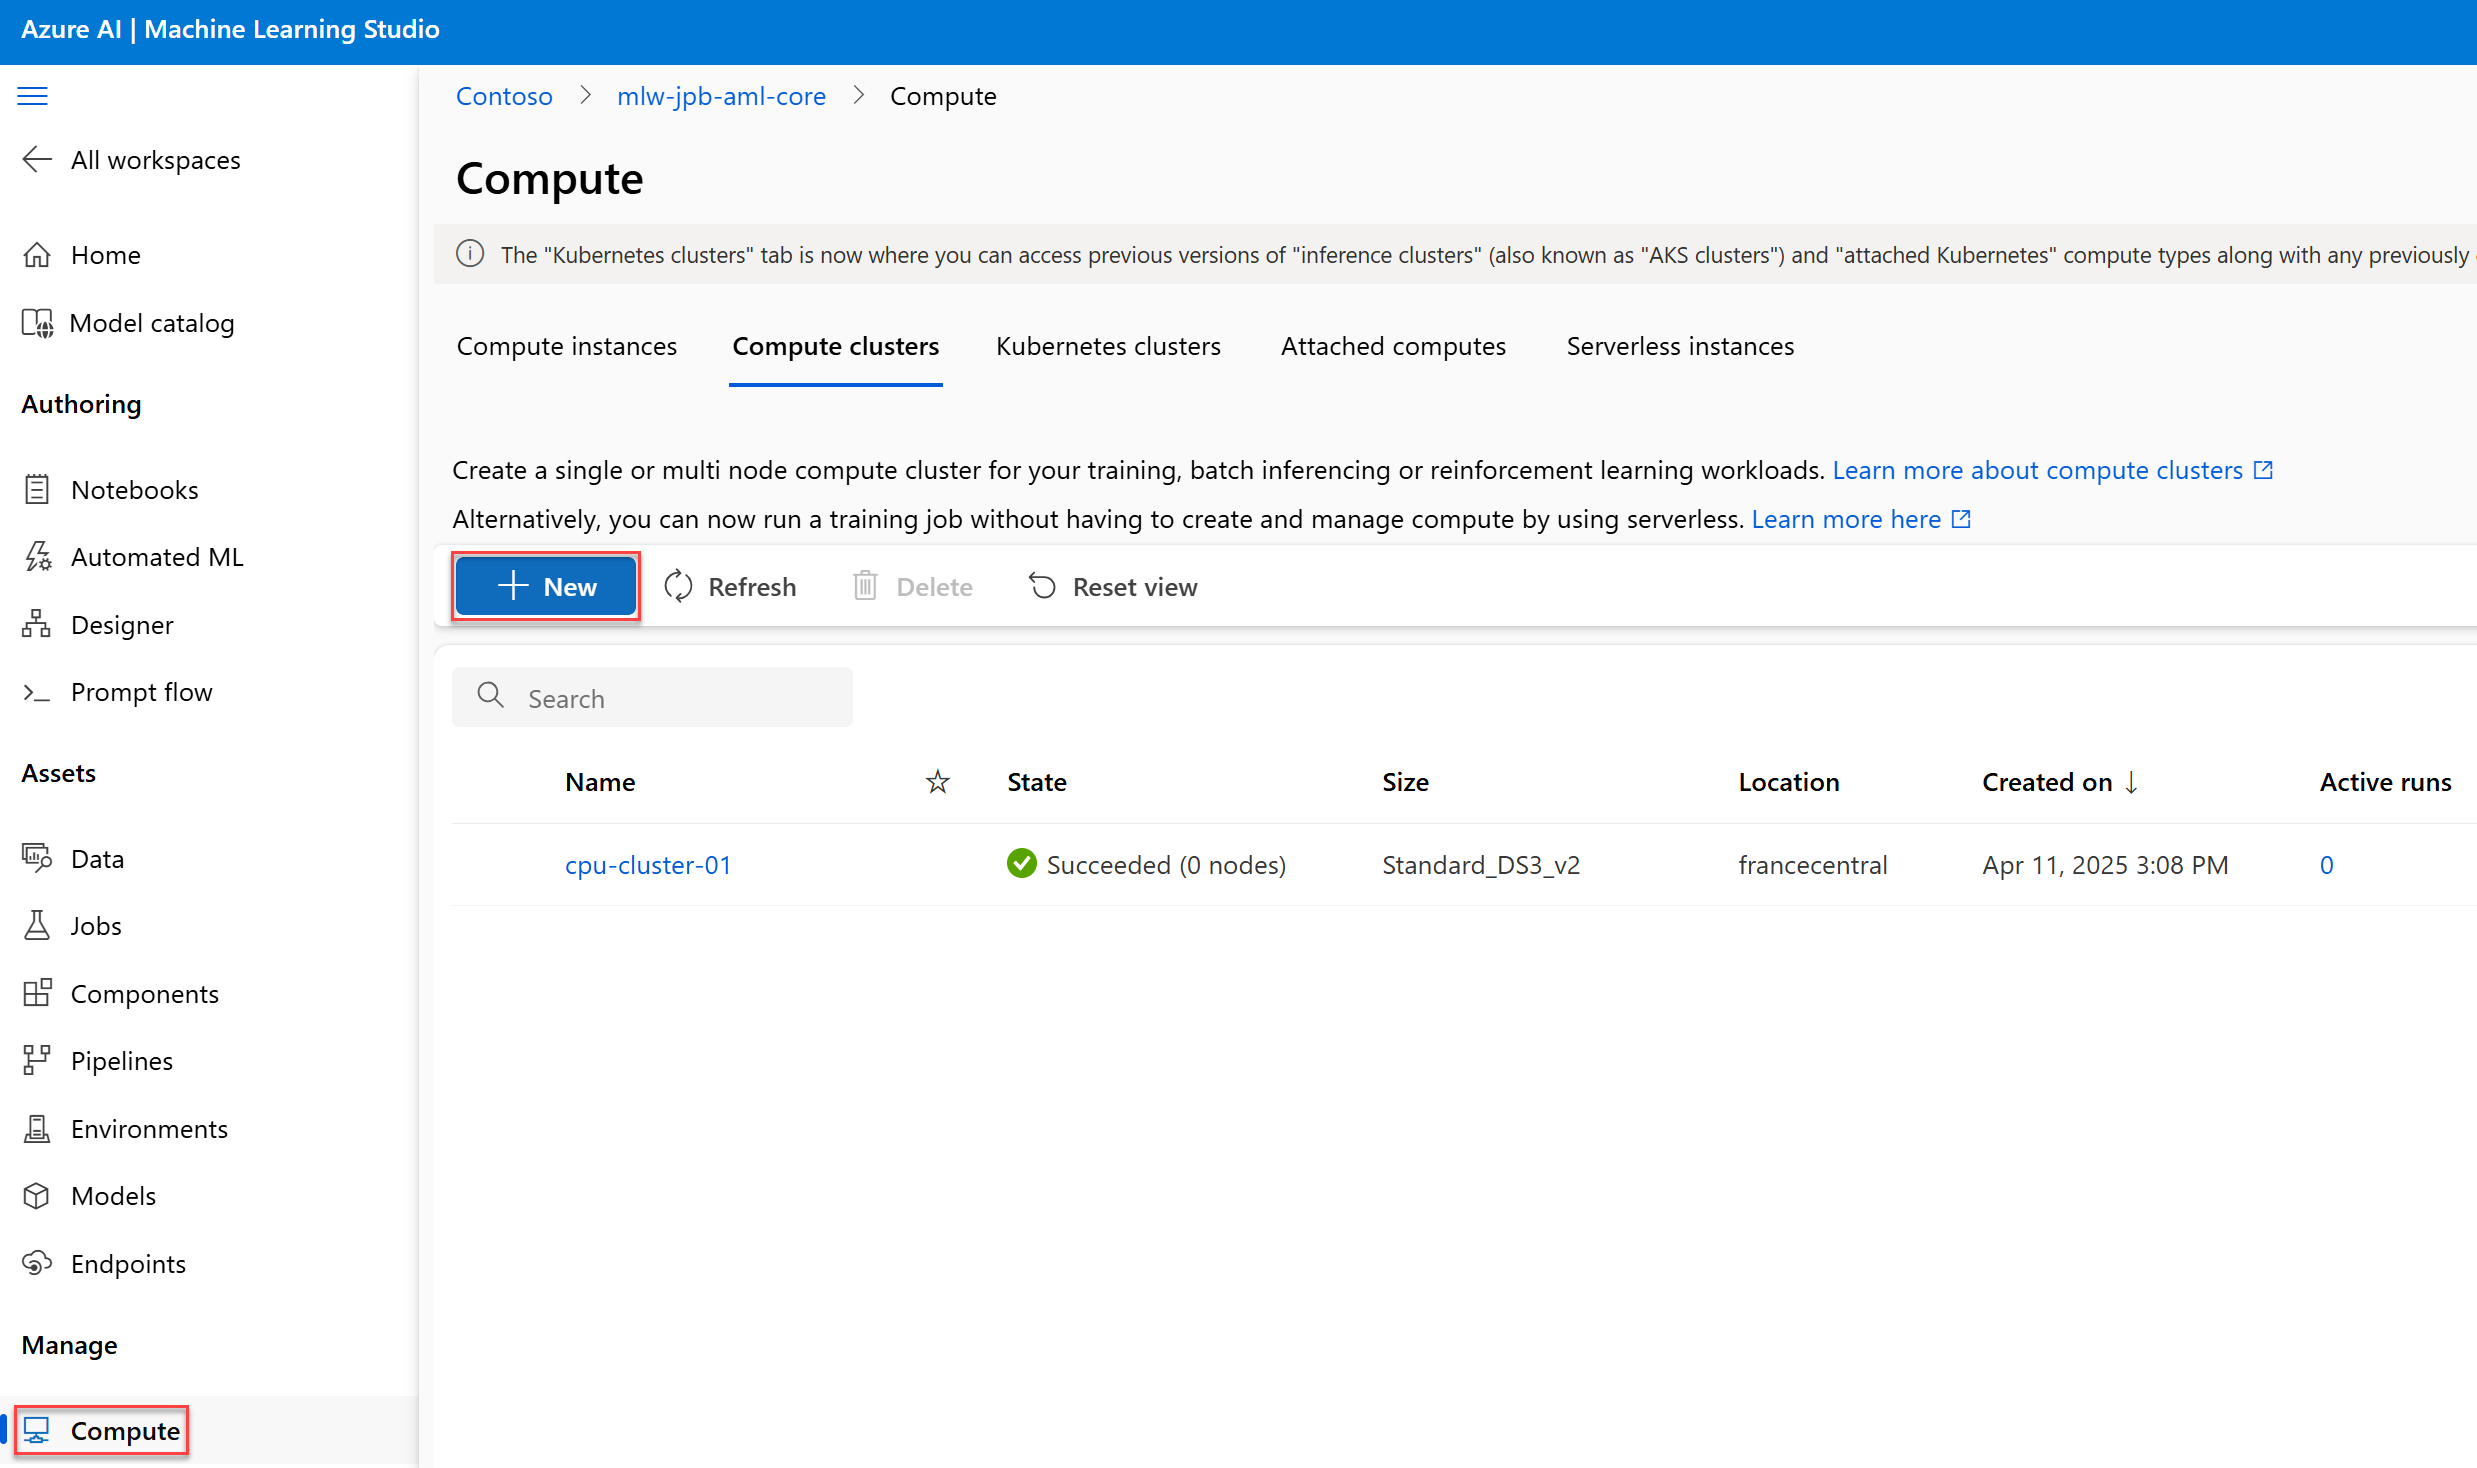 Azure AI | Machine Learning Studio
All workspaces
Home
Model catalog
Authoring
Notebooks
Automated ML
Designer
Prompt flow
Assets
Data
Jobs
Components
Pipelines
Environments
Models
Endpoints
Manage
Compute
Contoso > mlw-jpb-aml-core > Compute
Compute
The "Kubernetes clusters" tab is now where you can access previous versions of "inference clusters" (also known as "AKS clusters") and "attached Kubernetes" compute types along with any previously
Compute instances Compute clusters Kubernetes clusters Attached computes Serverless instances
Create a single or multi node compute cluster for your training, batch inferencing or reinforcement learning workloads. Learn more about compute clusters
Alternatively, you can now run a training job without having to create and manage compute by using serverless. Learn more here
+ New Refresh Delete Reset view
Search
Name State Size Location Created on ↓ Active runs
cpu-cluster-01 Succeeded (0 nodes) Standard_DS3_v2 francecentral Apr 11, 2025 3:08 PM 0